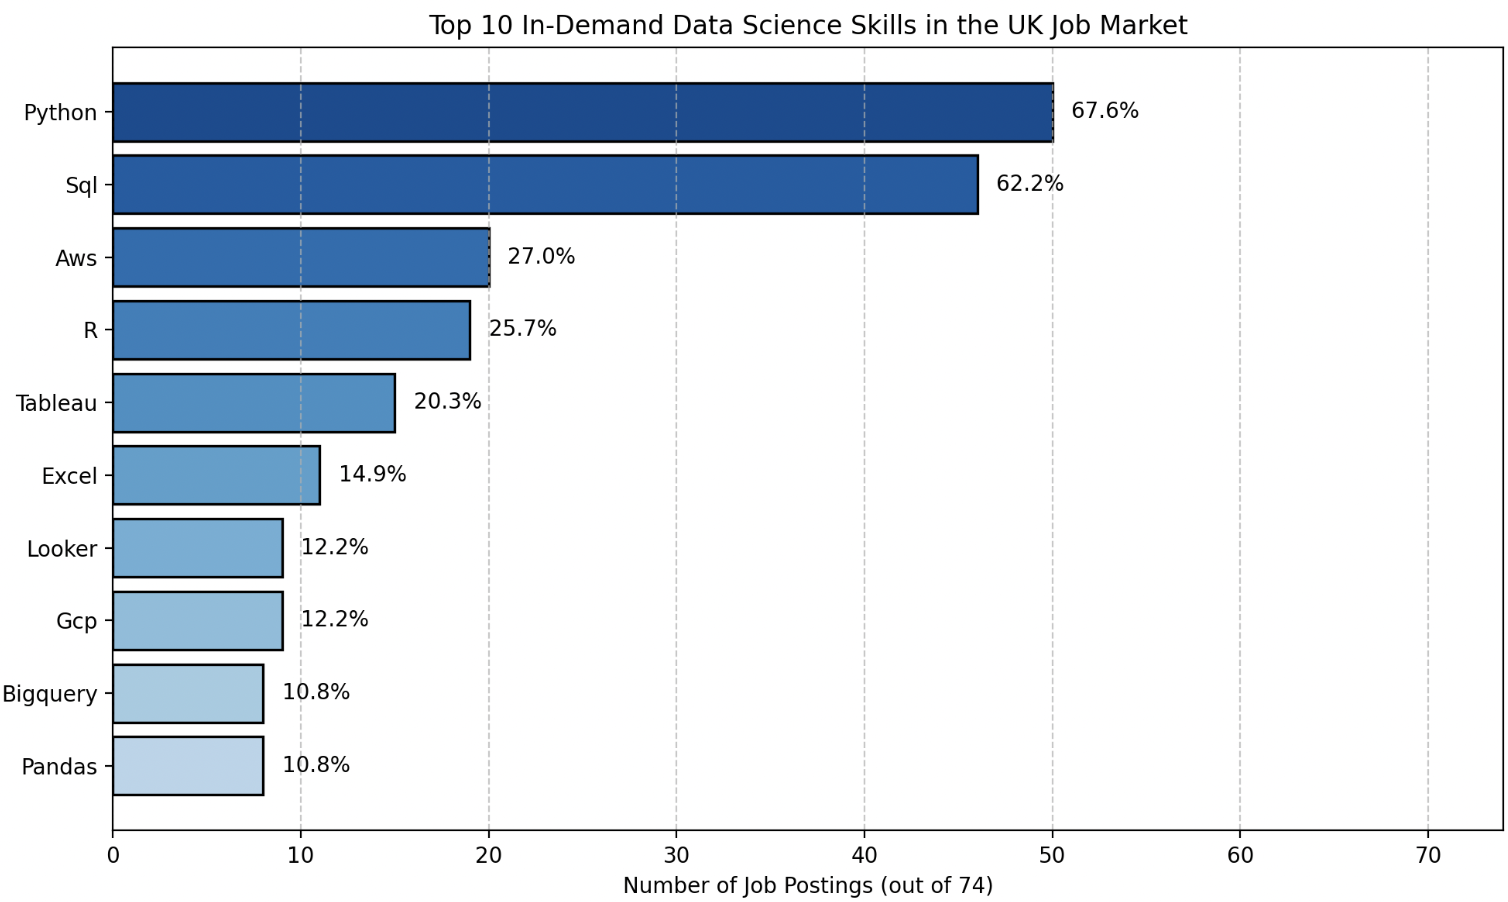 Top 10 In-Demand Data Science Skills in the UK Job Market
Python 67.6%
Sql 62.2%
Aws 27.0%
R 25.7%
Tableau 20.3%
Excel 14.9%
Looker 12.2%
Gcp 12.2%
Bigquery 10.8%
Pandas 10.8%
0 10 20 30 40 50 60 70
Number of Job Postings (out of 74)